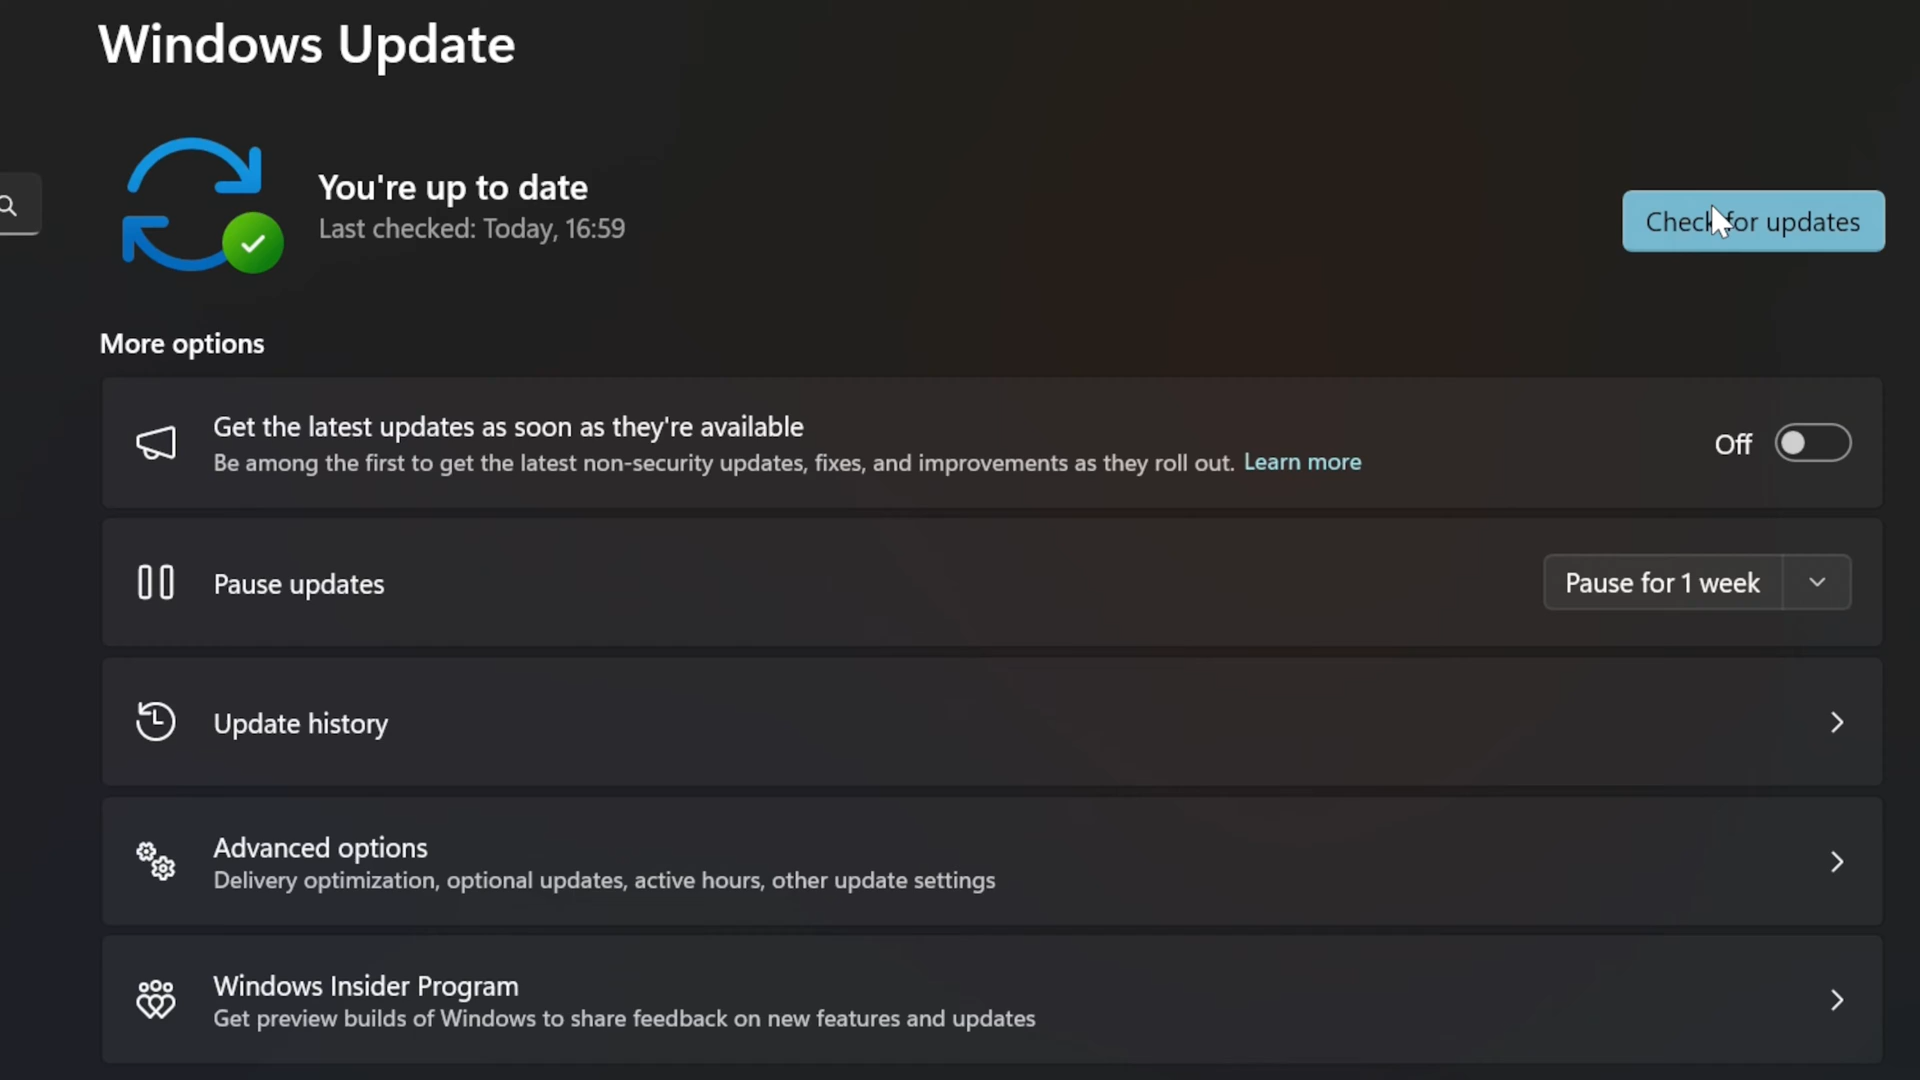 Windows Update
You're up to date
Last checked: Today, 16:59
Check for updates
More options
Get the latest updates as soon as they're available
Be among the first to get the latest non-security updates, fixes, and improvements as they roll out. Learn more
Off
Pause updates
Pause for 1 week
Update history
Advanced options
Delivery optimization, optional updates, active hours, other update settings
Windows Insider Program
Get preview builds of Windows to share feedback on new features and updates